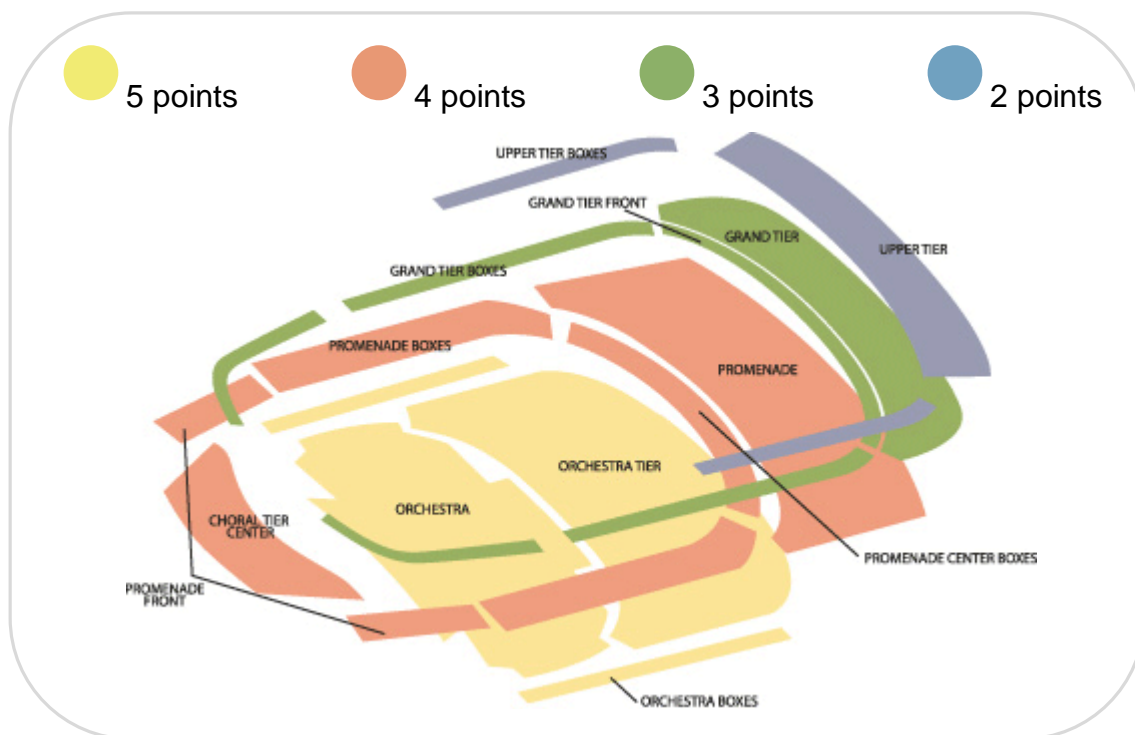 5 points
4 points
3 points
2 points
UPPER TIER BOXES
GRAND TIER FRONT
GRAND TIER
UPPER TIER
GRAND TIER BOXES
PROMENADE BOXES
PROMENADE
ORCHESTRA TIER
ORCHESTRA
CHORAL TIER
CENTER
PROMENADE CENTER BOXES
PROMENADE
FRONT
ORCHESTRA BOXES